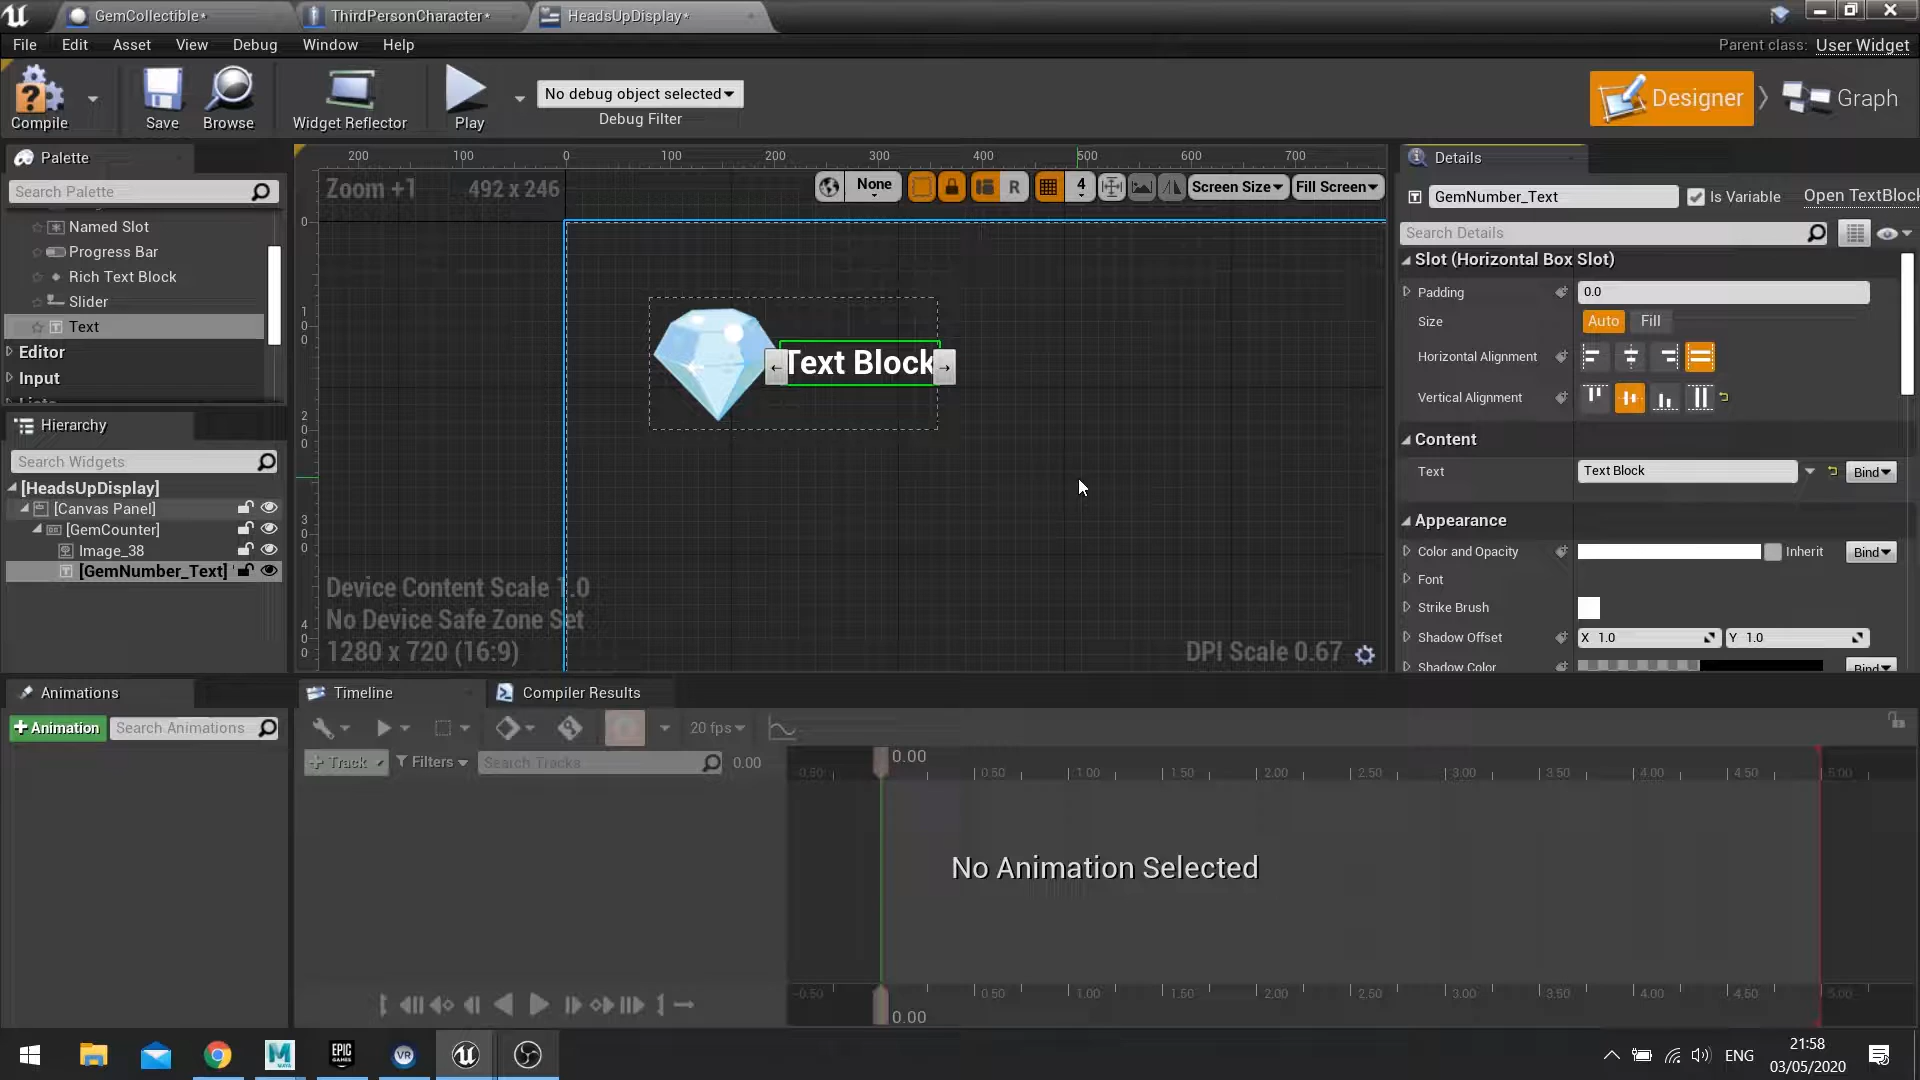 GemCollectible*
ThirdPersonCharacter*
HeadsUpDisplay*
File Edit Asset View Debug Window Help
Parent class: User Widget
Compile
Save
Browse
Widget Reflector
Play
No debug object selected
Debug Filter
Designer
Graph
Palette
Search Palette
Named Slot
Progress Bar
Rich Text Block
Slider
Text
Editor
Input
Hierarchy
Search Widgets
[HeadsUpDisplay]
[Canvas Panel]
[GemCounter]
Image_38
[GemNumber_Text]
200 100 0 100 200 300 400 500 600 700
Zoom +1 492 x 246
None
R
4
Screen Size
Fill Screen
0
100
200
300
400
Text Block
Device Content Scale 1.0
No Device Safe Zone Set
1280 x 720 (16:9)
DPI Scale 0.67
Details
GemNumber_Text
Is Variable
Open TextBlock
Search Details
Slot (Horizontal Box Slot)
Padding 0.0
Size Auto Fill
Horizontal Alignment
Vertical Alignment
Content
Text Text Block Bind
Appearance
Color and Opacity Inherit Bind
Font
Strike Brush
Shadow Offset X 1.0 Y 1.0
Shadow Color Bind
Animations
+ Animation
Search Animations
Timeline
Compiler Results
20 fps
+ Track
Filters
Search Tracks
0.00
0.00
-0.50 0.50 1.00 1.50 2.00 2.50 3.00 3.50 4.00 4.50 5.00
No Animation Selected
-0.50 0.50 1.00 1.50 2.00 2.50 3.00 3.50 4.00 4.50 5.00
0.00
M
MAYA
EPIC
GAMES
VR
ENG
21:58
03/05/2020